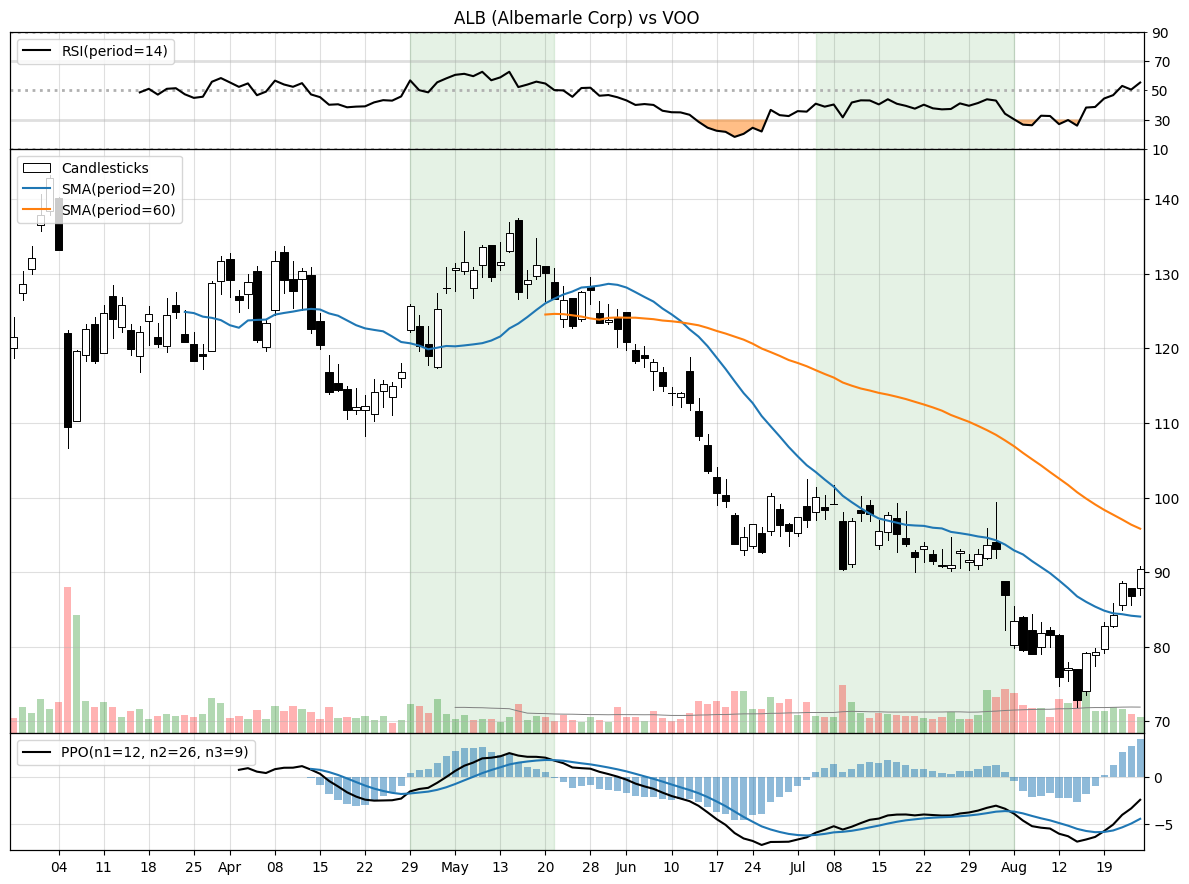 ALB (Albemarle Corp) vs VOO
RSI(period=14)
90
70
50
30
10
Candlesticks
SMA(period=20)
SMA(period=60)
140
130
120
110
100
90
80
70
PPO(n1=12, n2=26, n3=9)
0
−5
04 11 18 25 Apr 08 15 22 29 May 13 20 28 Jun 10 17 24 Jul 08 15 22 29 Aug 12 19